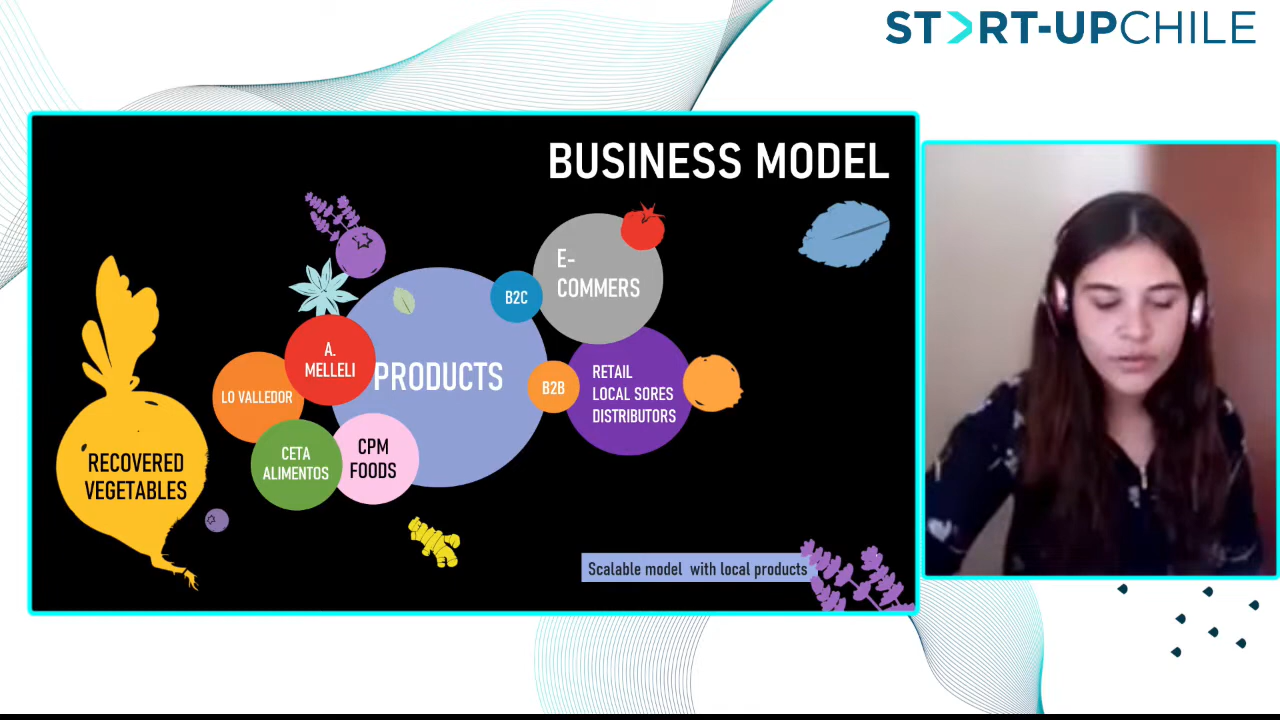 START-UPCHILE
BUSINESS MODEL
E-
COMMERS
B2C
A.
MELLELI
PRODUCTS
LO VALLEDOR
B2B
RETAIL
LOCAL SORES
DISTRIBUTORS
CETA
ALIMENTOS
CPM
FOODS
RECOVERED
VEGETABLES
Scalable model with local products